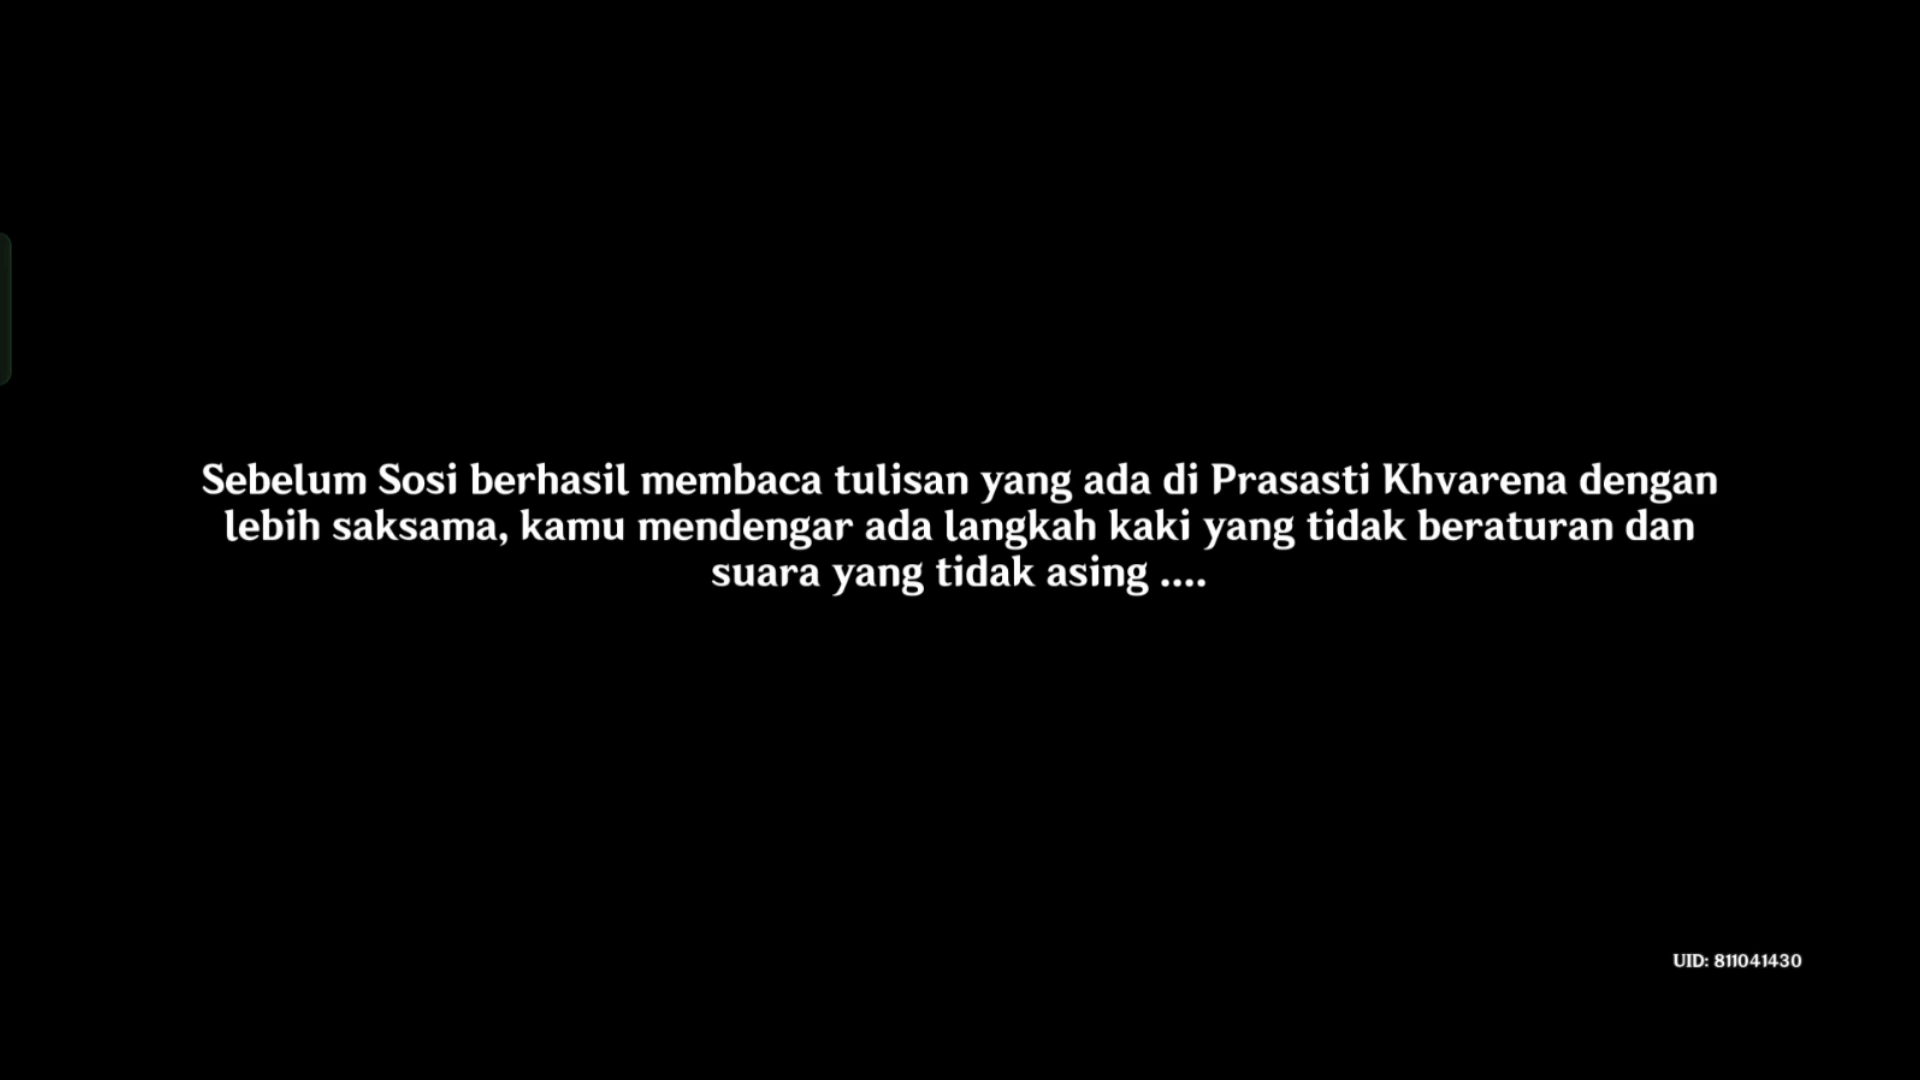 Sebelum Sosi berhasil membaca tulisan yang ada di Prasasti Khvarena dengan
lebih saksama, kamu mendengar ada langkah kaki yang tidak beraturan dan
suara yang tidak asing ....
UID: 811041430